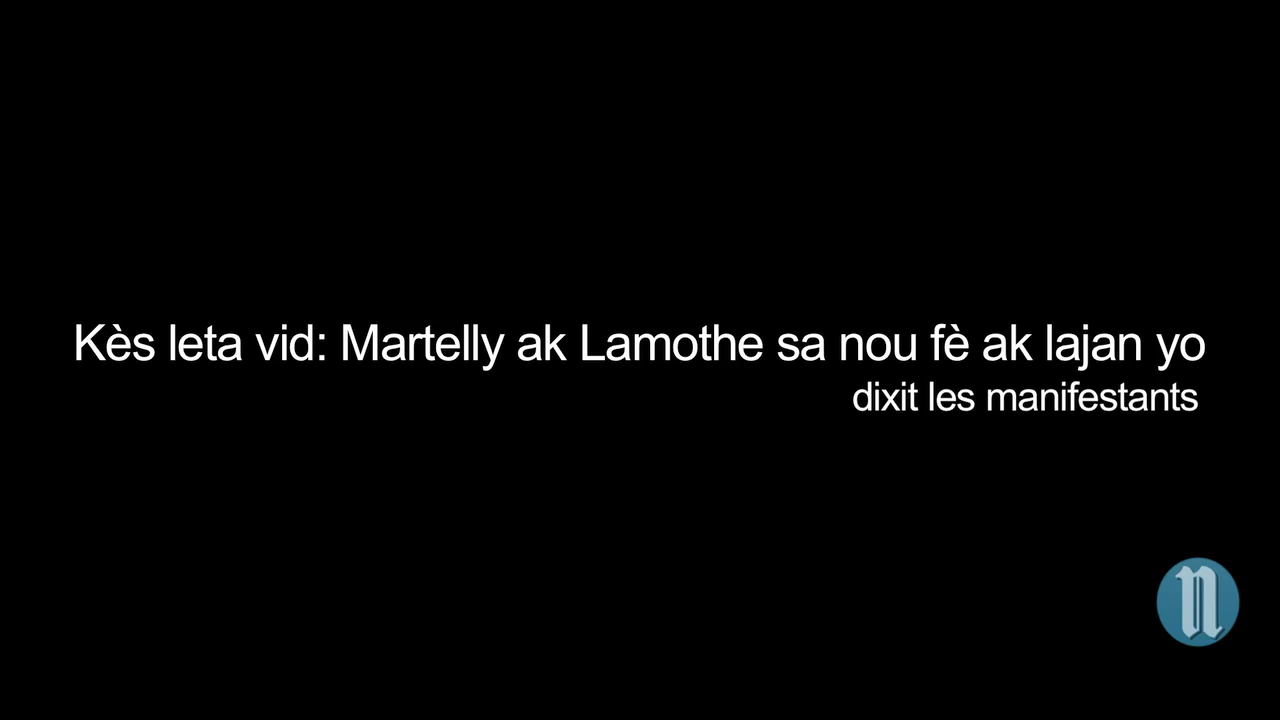 Kès leta vid: Martelly ak Lamothe sa nou fè ak lajan yo
dixit les manifestants
n